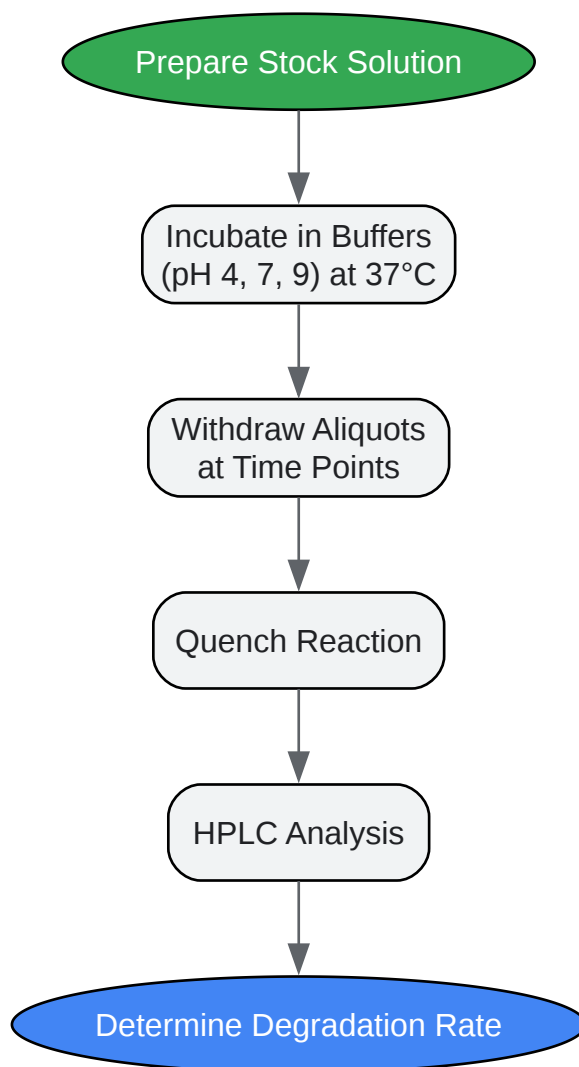 Prepare Stock Solution
Incubate in Buffers
(pH 4, 7, 9) at 37°C
Withdraw Aliquots
at Time Points
Quench Reaction
HPLC Analysis
Determine Degradation Rate